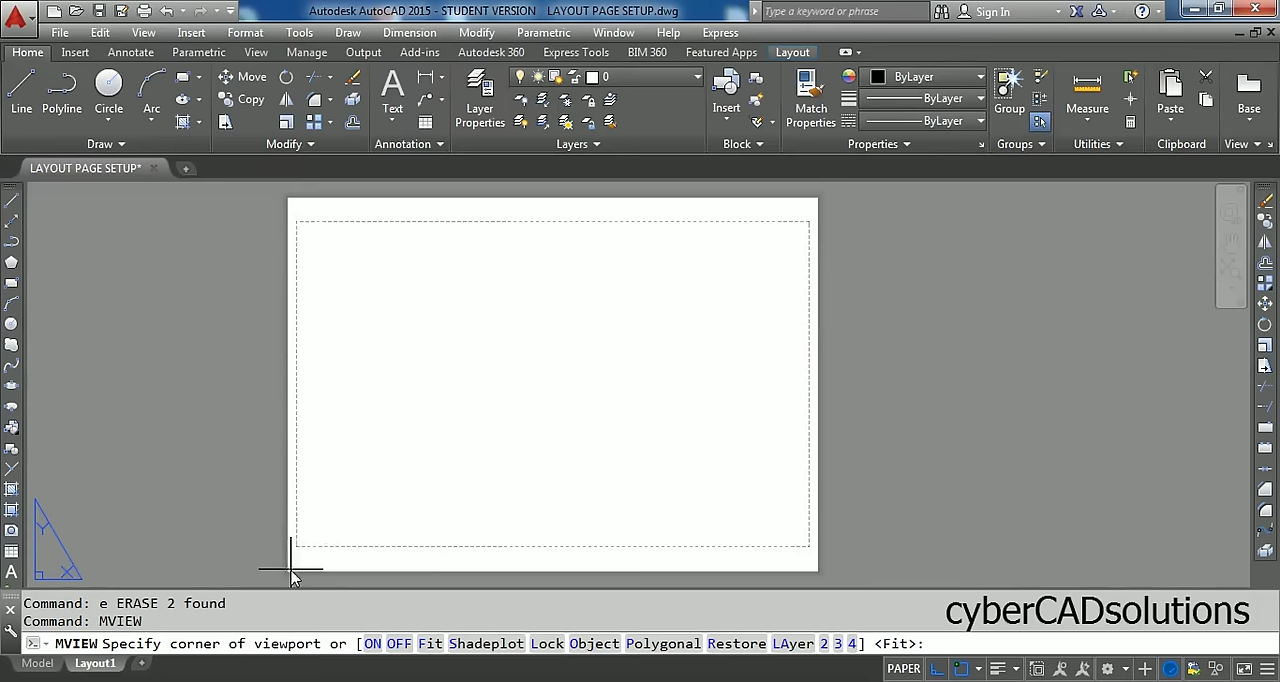 Autodesk AutoCAD 2015 - STUDENT VERSION LAYOUT PAGE SETUP.dwg
Type a keyword or phrase
Sign In
File Edit View Insert Format Tools Draw Dimension Modify Parametric Window Help Express
Home Insert Annotate Parametric View Manage Output Add-ins Autodesk 360 Express Tools BIM 360 Featured Apps Layout
Line Polyline Circle Arc
Move
Copy
Text
Layer Properties
0
Insert
Match Properties
ByLayer
ByLayer
ByLayer
Group
Measure
Paste
Base
Draw Modify Annotation Layers Block Properties Groups Utilities Clipboard View
LAYOUT PAGE SETUP*
Y
X
A
Command: e ERASE 2 found
Command: MVIEW
cyberCADsolutions
MVIEW Specify corner of viewport or [ON OFF Fit Shadeplot Lock Object Polygonal Restore LAyer 2 3 4] <Fit>:
Model Layout1
PAPER